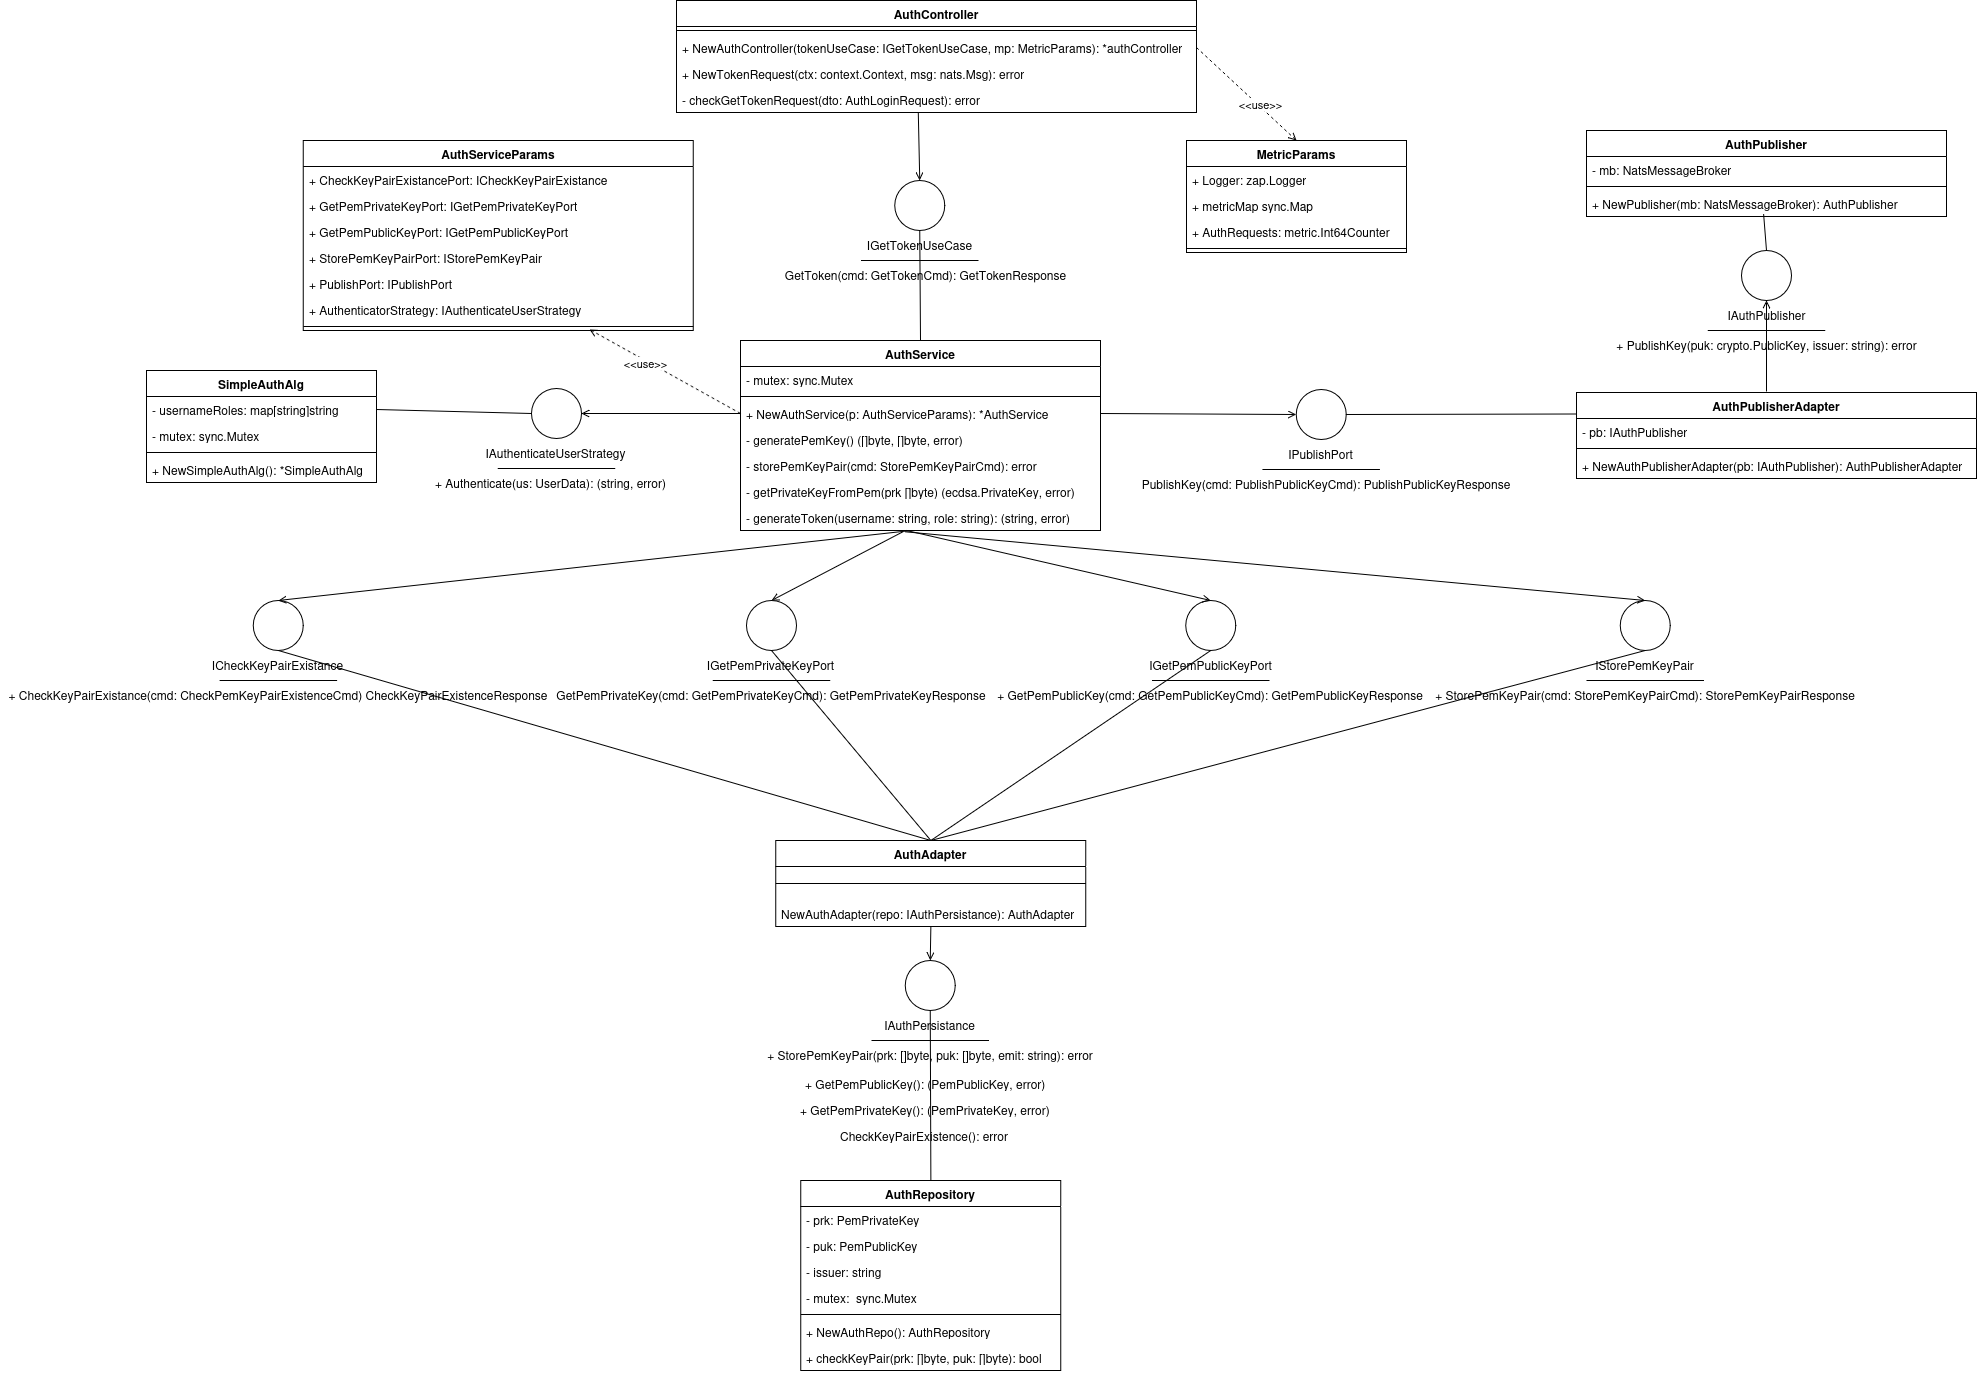 AuthController
+ NewAuthController(tokenUseCase: IGetTokenUseCase, mp: MetricParams): *authController
+ NewTokenRequest(ctx: context.Context, msg: nats.Msg): error
- checkGetTokenRequest(dto: AuthLoginRequest): error
<<use>>
AuthServiceParams
+ CheckKeyPairExistancePort: ICheckKeyPairExistance
+ GetPemPrivateKeyPort: IGetPemPrivateKeyPort
+ GetPemPublicKeyPort: IGetPemPublicKeyPort
+ StorePemKeyPairPort: IStorePemKeyPair
+ PublishPort: IPublishPort
+ AuthenticatorStrategy: IAuthenticateUserStrategy
MetricParams
+ Logger: zap.Logger
+ metricMap sync.Map
+ AuthRequests: metric.Int64Counter
AuthPublisher
- mb: NatsMessageBroker
+ NewPublisher(mb: NatsMessageBroker): AuthPublisher
IGetTokenUseCase
GetToken(cmd: GetTokenCmd): GetTokenResponse
IAuthPublisher
+ PublishKey(puk: crypto.PublicKey, issuer: string): error
<<use>>
SimpleAuthAlg
- usernameRoles: map[string]string
- mutex: sync.Mutex
+ NewSimpleAuthAlg(): *SimpleAuthAlg
IAuthenticateUserStrategy
+ Authenticate(us: UserData): (string, error)
AuthService
- mutex: sync.Mutex
+ NewAuthService(p: AuthServiceParams): *AuthService
- generatePemKey() ([]byte, []byte, error)
- storePemKeyPair(cmd: StorePemKeyPairCmd): error
- getPrivateKeyFromPem(prk []byte) (ecdsa.PrivateKey, error)
- generateToken(username: string, role: string): (string, error)
IPublishPort
PublishKey(cmd: PublishPublicKeyCmd): PublishPublicKeyResponse
AuthPublisherAdapter
- pb: IAuthPublisher
+ NewAuthPublisherAdapter(pb: IAuthPublisher): AuthPublisherAdapter
ICheckKeyPairExistance
+ CheckKeyPairExistance(cmd: CheckPemKeyPairExistenceCmd) CheckKeyPairExistenceResponse
IGetPemPrivateKeyPort
GetPemPrivateKey(cmd: GetPemPrivateKeyCmd): GetPemPrivateKeyResponse
IGetPemPublicKeyPort
+ GetPemPublicKey(cmd: GetPemPublicKeyCmd): GetPemPublicKeyResponse
IStorePemKeyPair
+ StorePemKeyPair(cmd: StorePemKeyPairCmd): StorePemKeyPairResponse
AuthAdapter
NewAuthAdapter(repo: IAuthPersistance): AuthAdapter
IAuthPersistance
+ StorePemKeyPair(prk: []byte, puk: []byte, emit: string): error
+ GetPemPublicKey(): (PemPublicKey, error)
+ GetPemPrivateKey(): (PemPrivateKey, error)
CheckKeyPairExistence(): error
AuthRepository
- prk: PemPrivateKey
- puk: PemPublicKey
- issuer: string
- mutex:  sync.Mutex
+ NewAuthRepo(): AuthRepository
+ checkKeyPair(prk: []byte, puk: []byte): bool